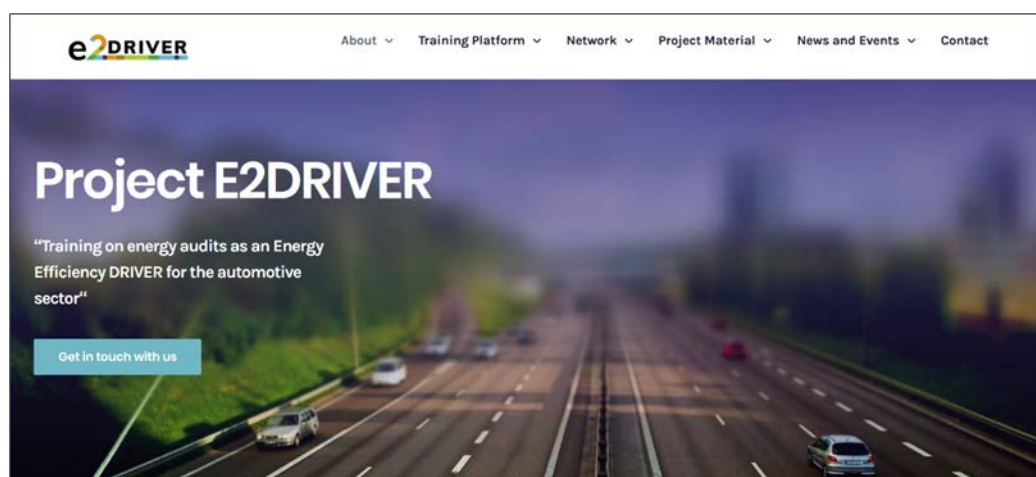 e2DRIVER
About
Training Platform
Network
Project Material
News and Events
Contact
Project E2DRIVER
“Training on energy audits as an Energy
Efficiency DRIVER for the automotive
sector“
Get in touch with us